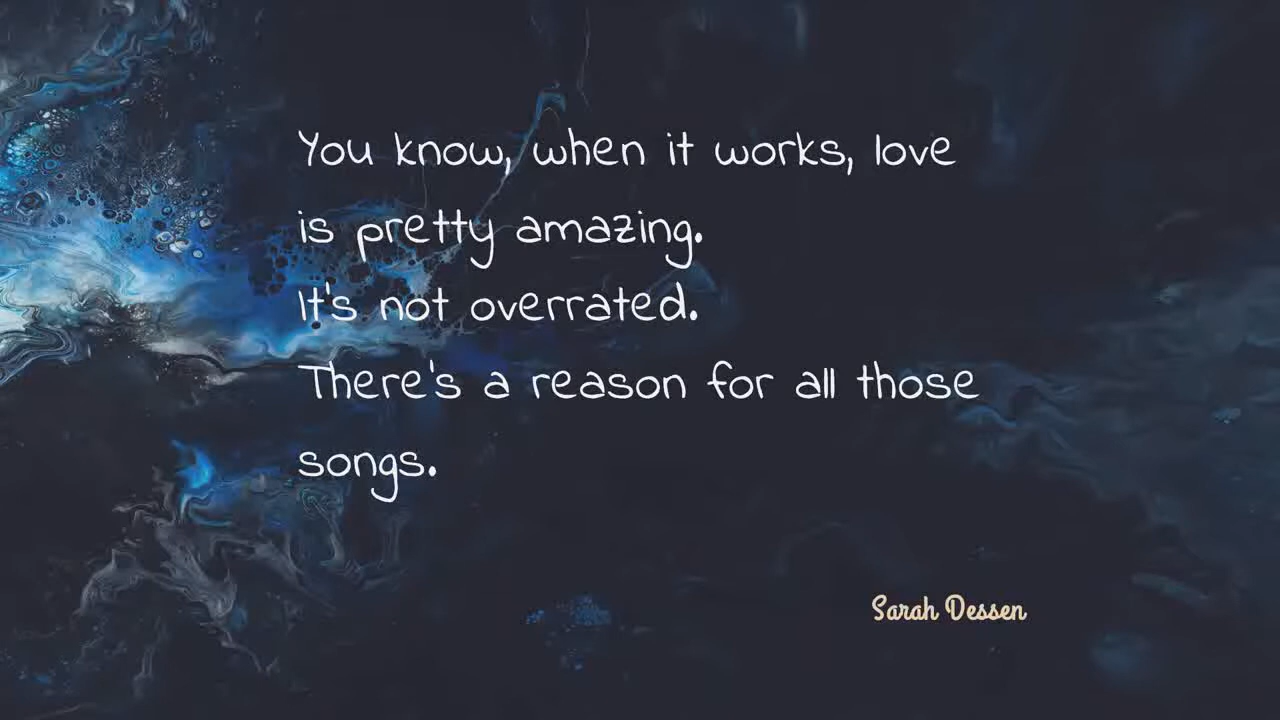 You know, when it works, love
is pretty amazing.
It's not overrated.
There's a reason for all those
songs.
Sarah Dessen